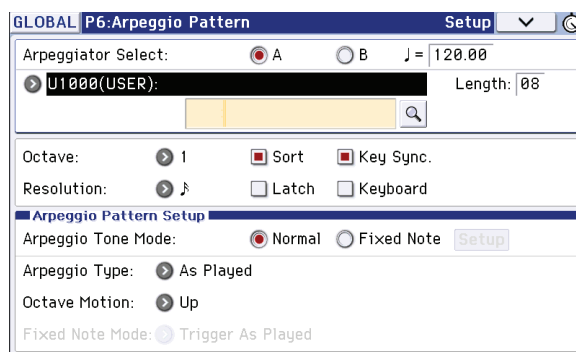 GLOBAL P6:Arpeggio Pattern Setup
Arpeggiator Select: A B ♩= 120.00
U1000(USER): Length: 08
Octave: 1 Sort Key Sync.
Resolution: Latch Keyboard
Arpeggio Pattern Setup
Arpeggio Tone Mode: Normal Fixed Note Setup
Arpeggio Type: As Played
Octave Motion: Up
Fixed Note Mode: Trigger As Played